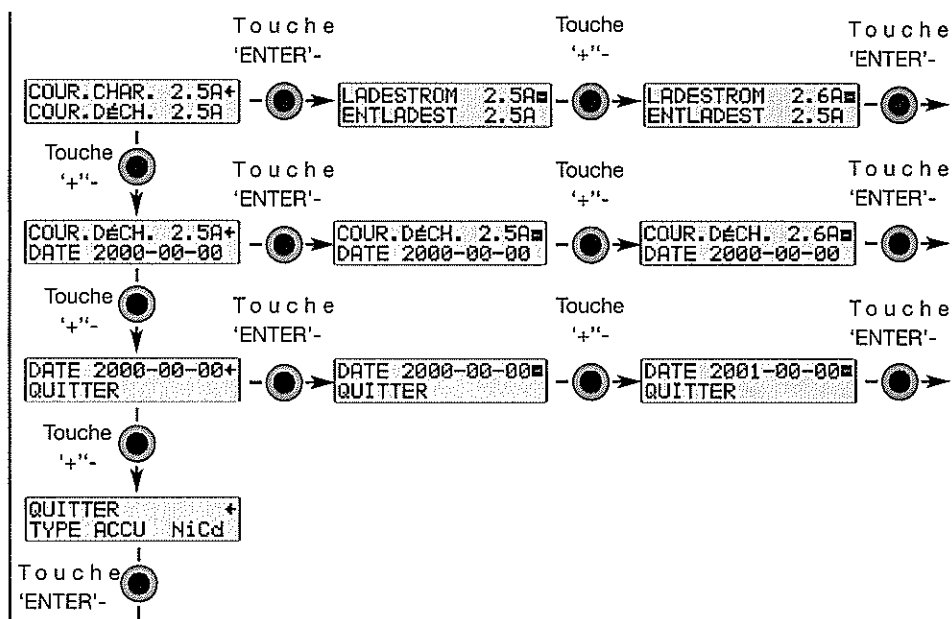 Touche
'ENTER'-
Touche
'+"-
Touche
'ENTER'-
COUR.CHAR. 2.5A←
COUR.DÉCH. 2.5A
LADESTROM 2.5A
ENTLADEST 2.5A
LADESTROM 2.6A
ENTLADEST 2.5A
Touche
'+"-
Touche
'ENTER'-
Touche
'+"-
Touche
'ENTER'-
COUR.DÉCH. 2.5A←
DATE 2000-00-00
COUR.DÉCH. 2.5A
DATE 2000-00-00
COUR.DÉCH. 2.6A
DATE 2000-00-00
Touche
'+"-
Touche
'ENTER'-
Touche
'+"-
Touche
'ENTER'-
DATE 2000-00-00←
QUITTER
DATE 2000-00-00
QUITTER
DATE 2001-00-00
QUITTER
Touche
'+"-
QUITTER ←
TYPE ACCU NiCd
Touche
'ENTER'-